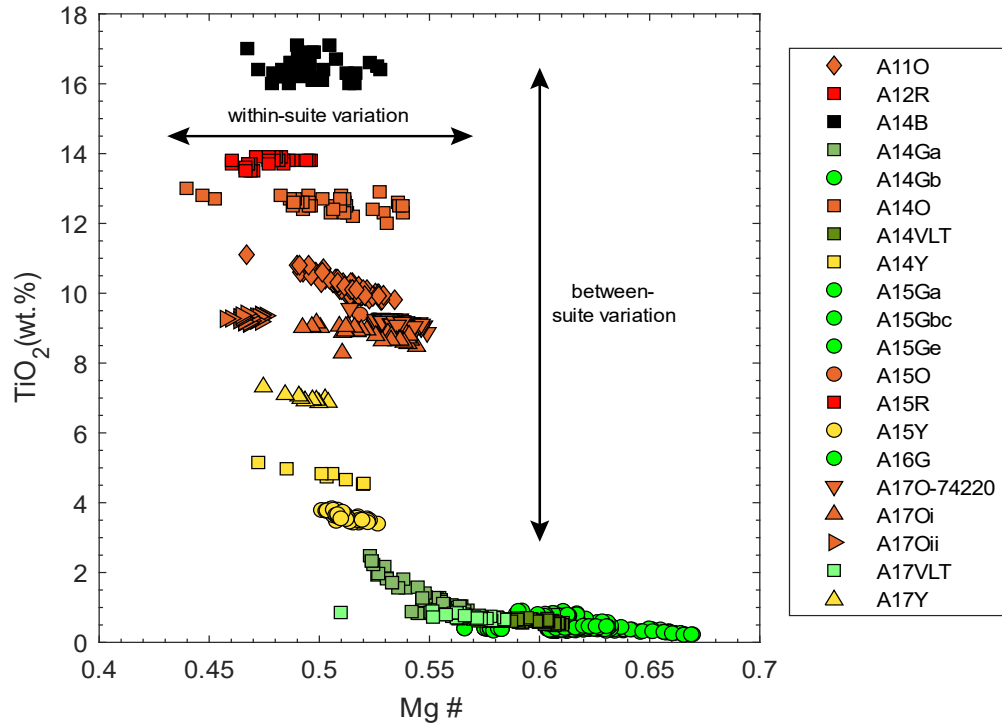 18
16
14
12
10
8
6
4
2
0
TiO2(wt.%)
within-suite variation
between-
suite variation
0.4
0.45
0.5
0.55
0.6
0.65
0.7
Mg #
A11O
A12R
A14B
A14Ga
A14Gb
A14O
A14VLT
A14Y
A15Ga
A15Gbc
A15Ge
A15O
A15R
A15Y
A16G
A17O-74220
A17Oi
A17Oii
A17VLT
A17Y